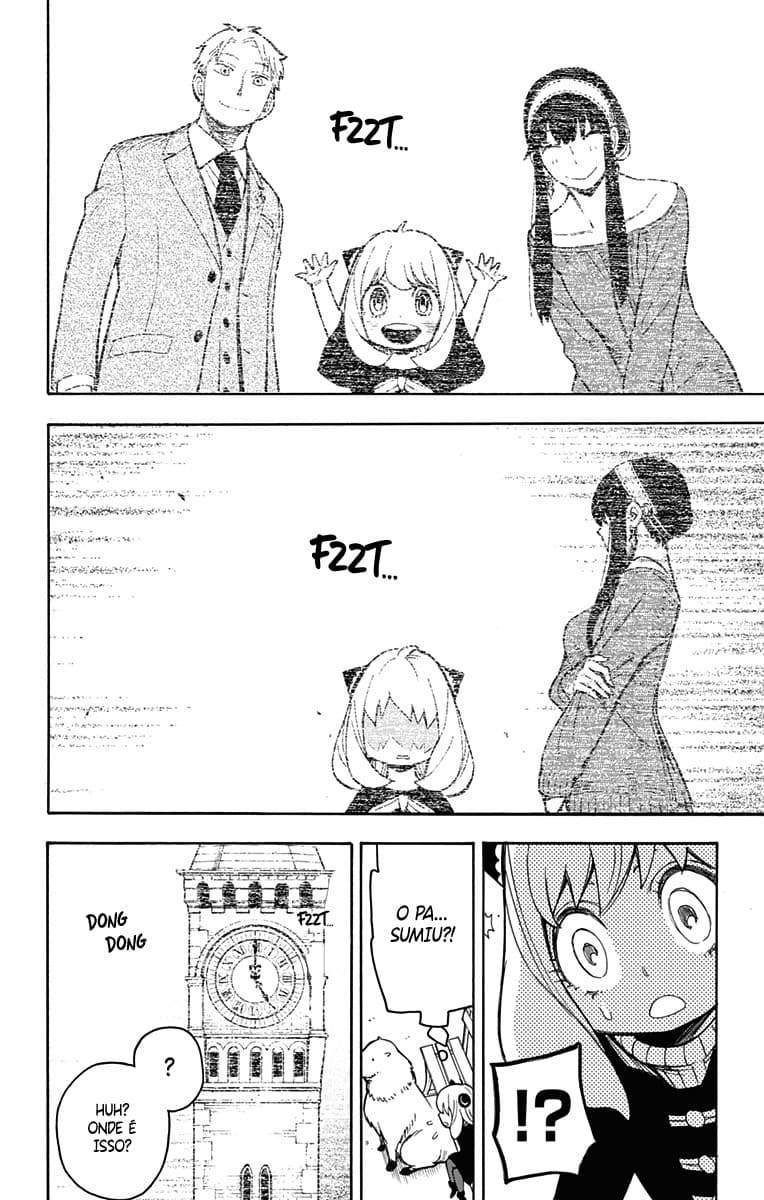 FZZT...
FZZT...
!?
O PA...
SUMIU?!
DONG
DONG
FZZT...
?
HUH?
ONDE É
ISSO?